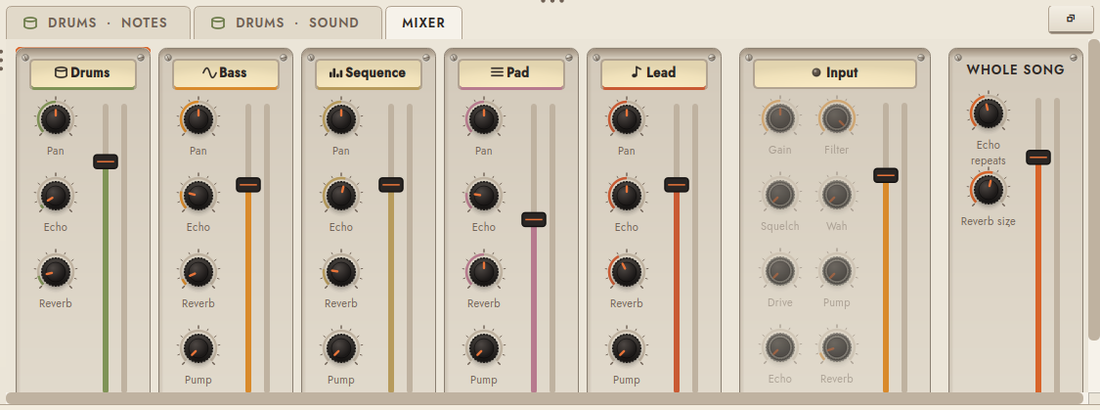 DRUMS · NOTES
DRUMS · SOUND
MIXER
Drums
Pan
Echo
Reverb
Bass
Pan
Echo
Reverb
Pump
Sequence
Pan
Echo
Reverb
Pump
Pad
Pan
Echo
Reverb
Pump
Lead
Pan
Echo
Reverb
Pump
Input
Gain Filter
Squelch Wah
Drive Pump
Echo Reverb
WHOLE SONG
Echo
repeats
Reverb size